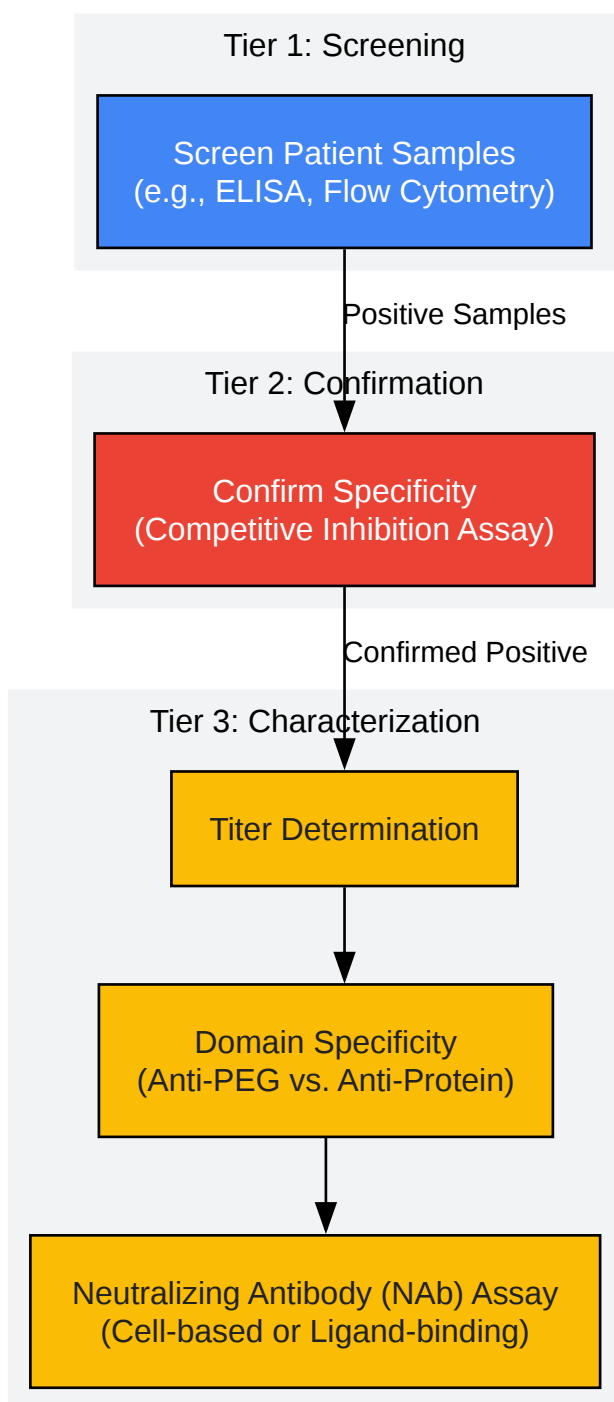 Tier 1: Screening
Screen Patient Samples
(e.g., ELISA, Flow Cytometry)
Positive Samples
Tier 2: Confirmation
Confirm Specificity
(Competitive Inhibition Assay)
Confirmed Positive
Tier 3: Characterization
Titer Determination
Domain Specificity
(Anti-PEG vs. Anti-Protein)
Neutralizing Antibody (NAb) Assay
(Cell-based or Ligand-binding)